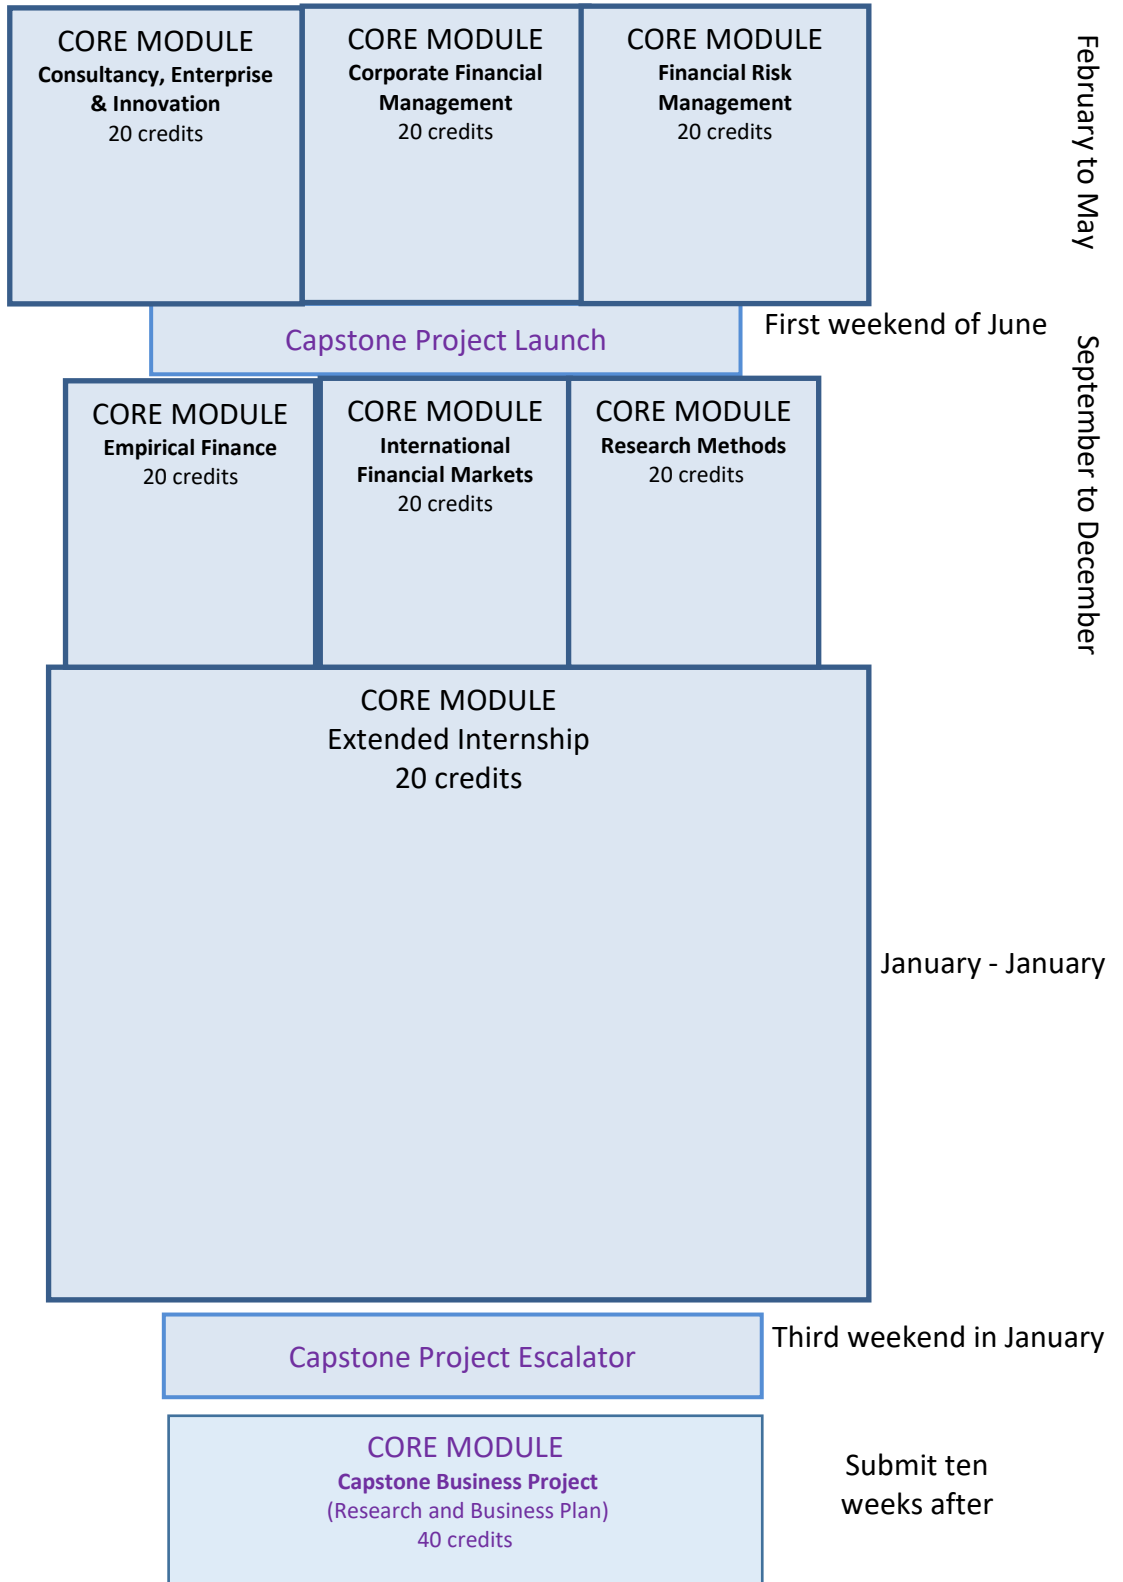 CORE MODULE
Consultancy, Enterprise
& Innovation
20 credits
CORE MODULE
Corporate Financial
Management
20 credits
CORE MODULE
Financial Risk
Management
20 credits
February to May
Capstone Project Launch
First weekend of June
CORE MODULE
Empirical Finance
20 credits
CORE MODULE
International
Financial Markets
20 credits
CORE MODULE
Research Methods
20 credits
September to December
CORE MODULE
Extended Internship
20 credits
January - January
Capstone Project Escalator
Third weekend in January
CORE MODULE
Capstone Business Project
(Research and Business Plan)
40 credits
Submit ten
weeks after